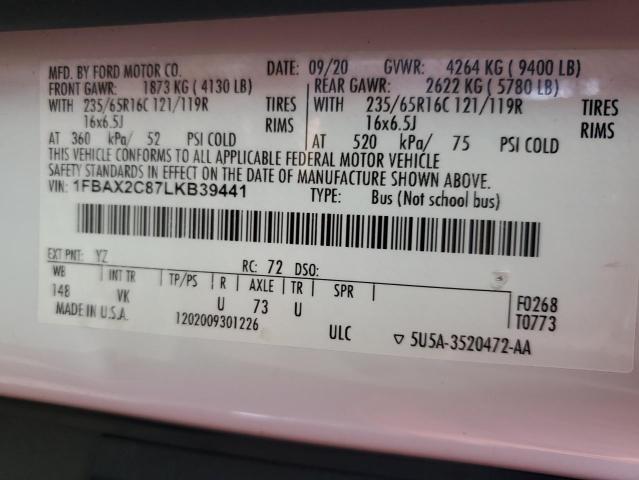 MFD. BY FORD MOTOR CO. DATE: 09/20 GVWR: 4264 KG ( 9400 LB)
FRONT GAWR: 1873 KG ( 4130 LB) REAR GAWR: 2622 KG ( 5780 LB)
WITH 235/65R16C 121/119R TIRES WITH 235/65R16C 121/119R TIRES
16x6.5J RIMS 16x6.5J RIMS
AT 360 kPa/ 52 PSI COLD AT 520 kPa/ 75 PSI COLD
THIS VEHICLE CONFORMS TO ALL APPLICABLE FEDERAL MOTOR VEHICLE
SAFETY STANDARDS IN EFFECT ON THE DATE OF MANUFACTURE SHOWN ABOVE.
VIN: 1FBAX2C87LKB39441 TYPE: Bus (Not school bus)
EXT PNT: YZ RC: 72 DSO:
WB INT TR TP/PS R AXLE TR SPR
148 VK U 73 U F0268
T0773
MADE IN U.S.A. 1202009301226 ULC ▽ 5U5A-3520472-AA